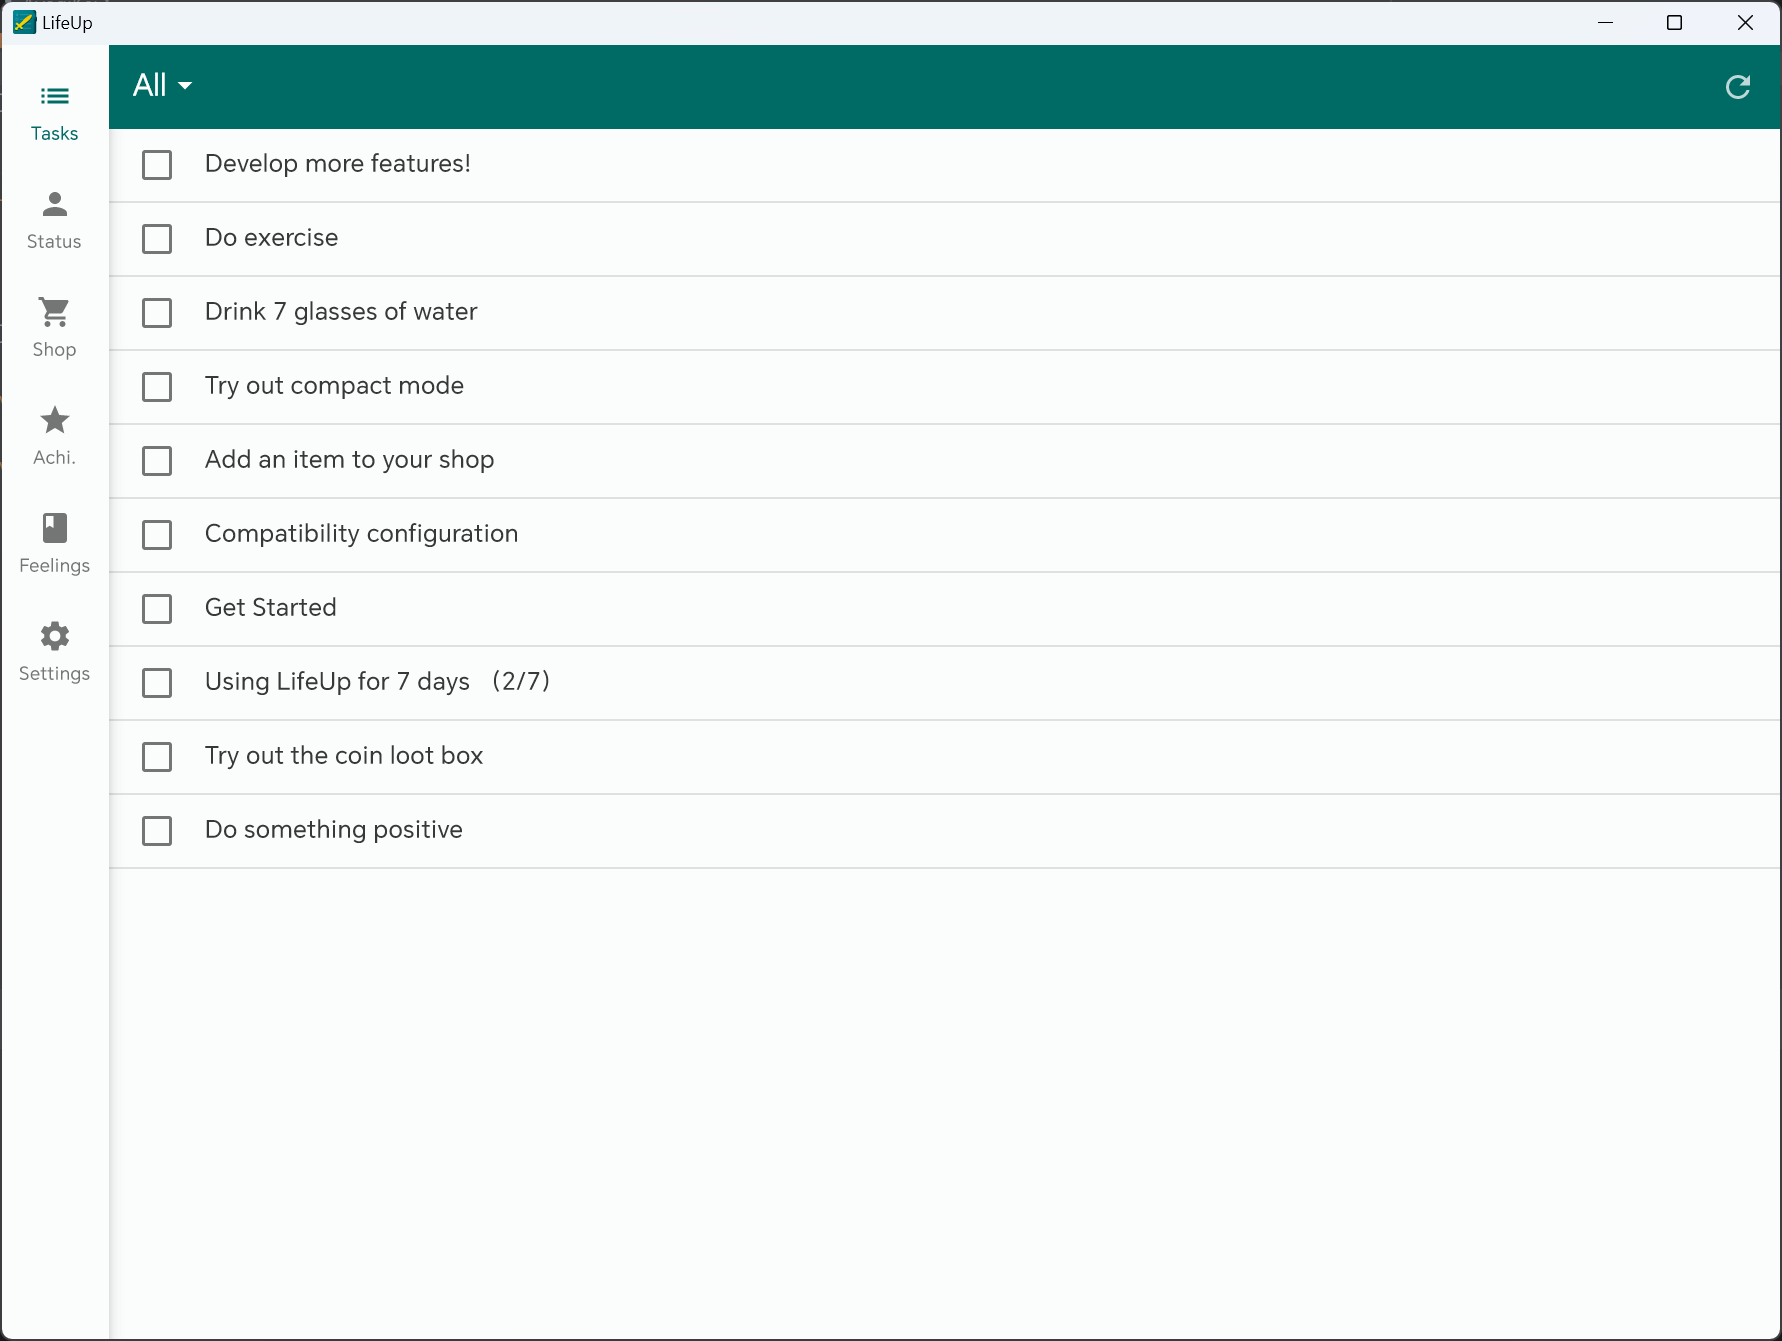 LifeUp
All
Tasks
Status
Shop
Achi.
Feelings
Settings
Develop more features!
Do exercise
Drink 7 glasses of water
Try out compact mode
Add an item to your shop
Compatibility configuration
Get Started
Using LifeUp for 7 days （2/7）
Try out the coin loot box
Do something positive